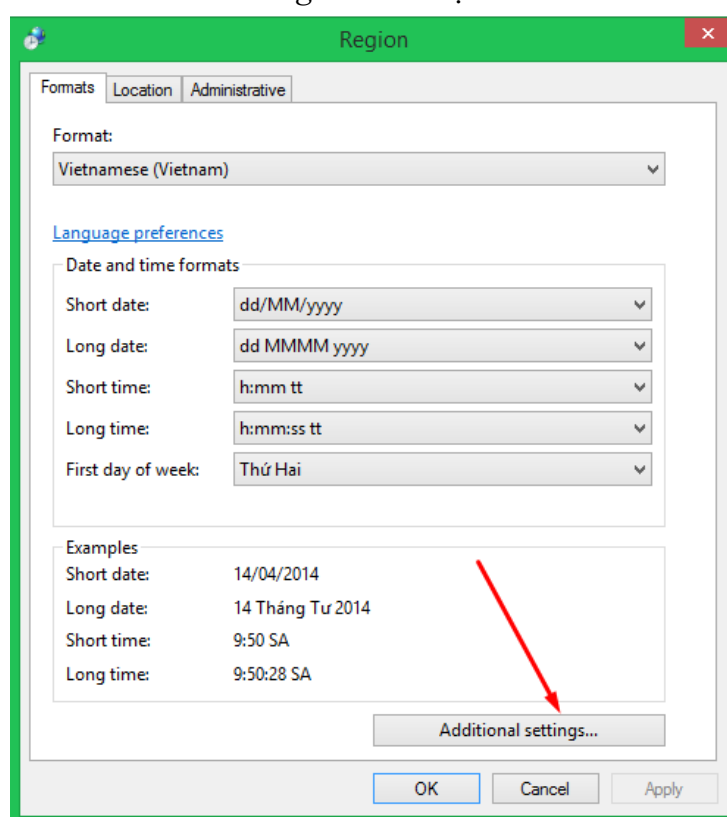 Region
Formats Location Administrative
Format:
Vietnamese (Vietnam)
Language preferences
Date and time formats
Short date: dd/MM/yyyy
Long date: dd MMMM yyyy
Short time: h:mm tt
Long time: h:mm:ss tt
First day of week: Thứ Hai
Examples
Short date: 14/04/2014
Long date: 14 Tháng Tư 2014
Short time: 9:50 SA
Long time: 9:50:28 SA
Additional settings...
OK Cancel Apply